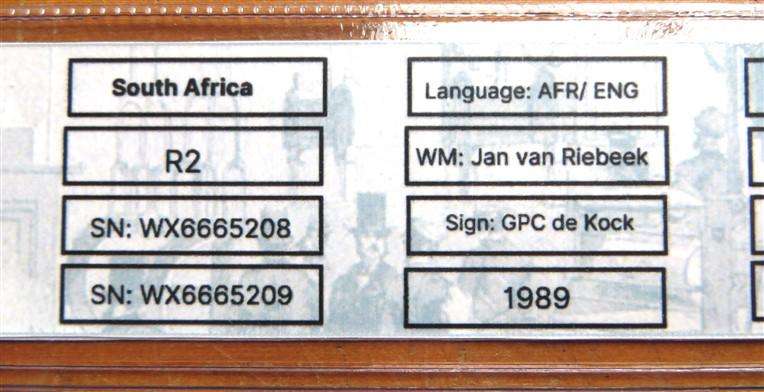 South Africa
R2
SN: WX6665208
SN: WX6665209
Language: AFR/ ENG
WM: Jan van Riebeek
Sign: GPC de Kock
1989